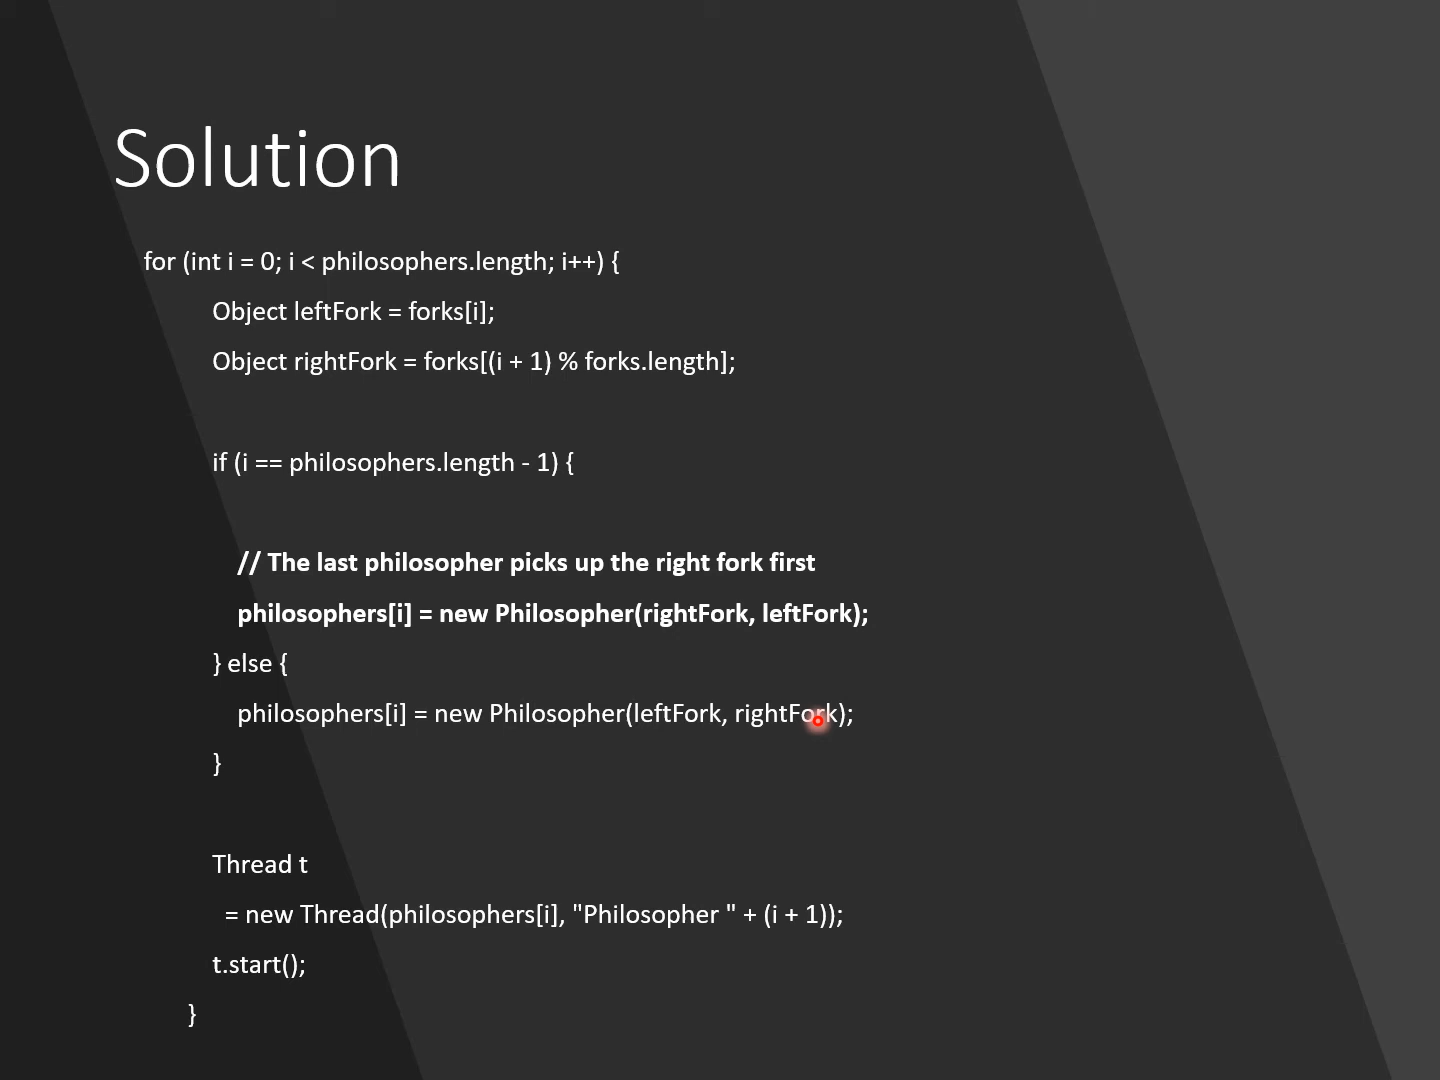 Solution
for (int i = 0; i < philosophers.length; i++) {
Object leftFork = forks[i];
Object rightFork = forks[(i + 1) % forks.length];
if (i == philosophers.length - 1) {
// The last philosopher picks up the right fork first
philosophers[i] = new Philosopher(rightFork, leftFork);
} else {
philosophers[i] = new Philosopher(leftFork, rightFork);
}
Thread t
= new Thread(philosophers[i], "Philosopher " + (i + 1));
t.start();
}